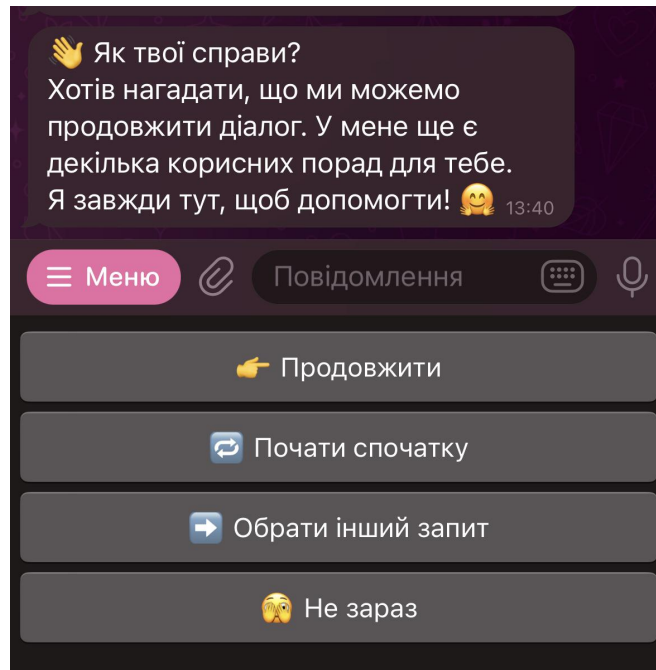 👋 Як твої справи?
Хотів нагадати, що ми можемо
продовжити діалог. У мене ще є
декілька корисних порад для тебе.
Я завжди тут, щоб допомогти! 🤗 13:40
Меню
Повідомлення
👉 Продовжити
🔁 Почати спочатку
➡️ Обрати інший запит
🫣 Не зараз